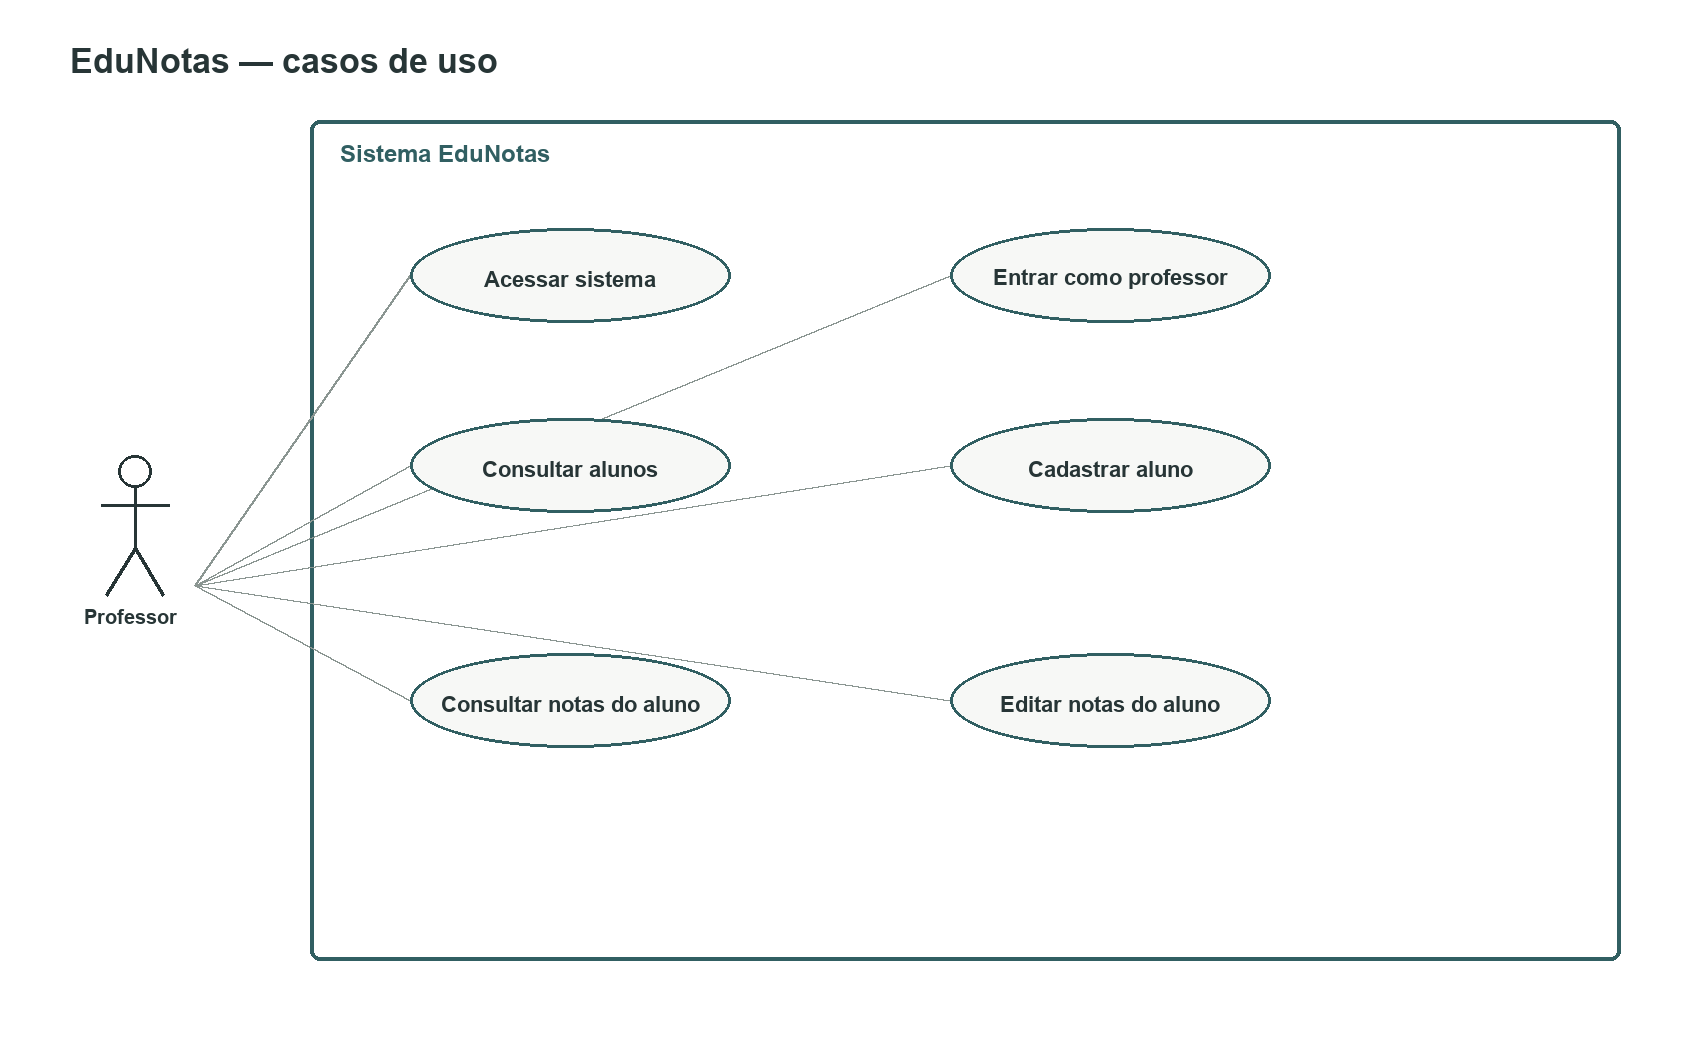 EduNotas — casos de uso
Sistema EduNotas
Acessar sistema
Entrar como professor
Consultar alunos
Cadastrar aluno
Professor
Consultar notas do aluno
Editar notas do aluno